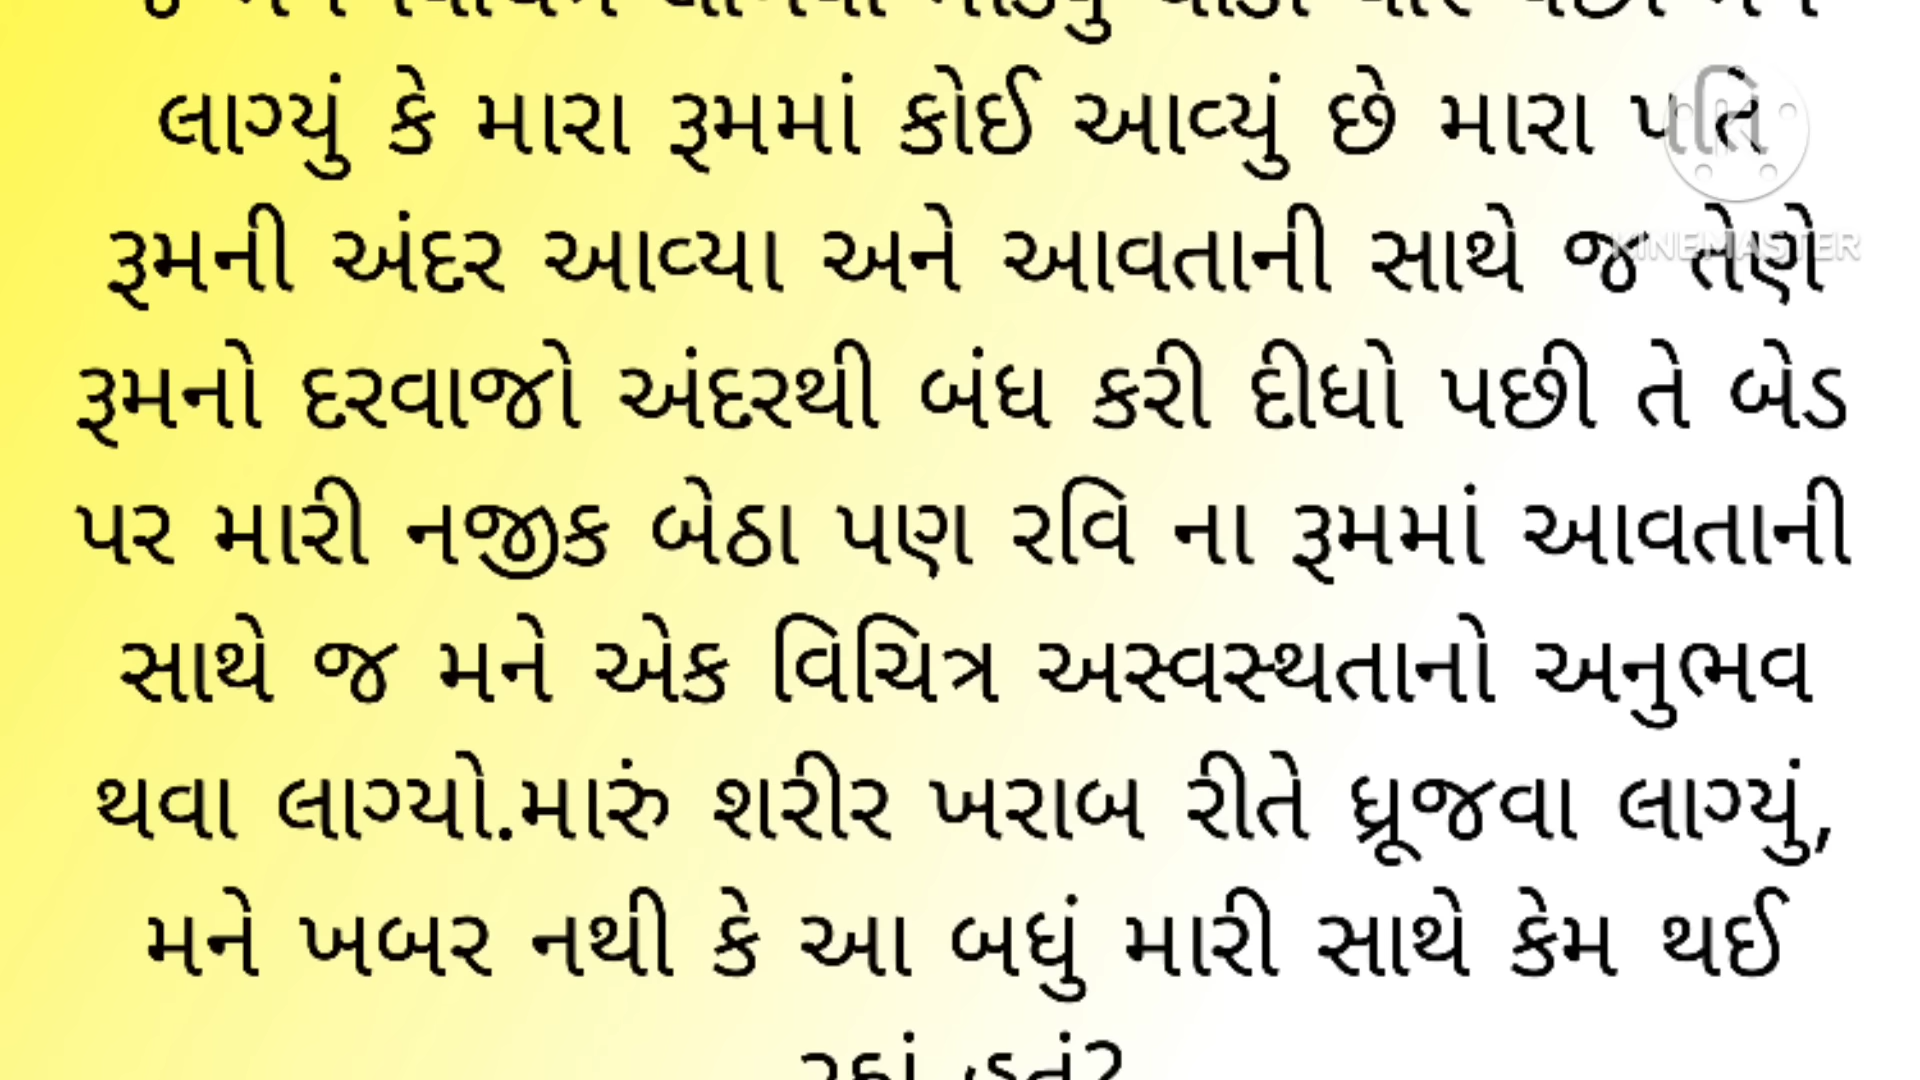 લાગ્યું કે મારા રૂમમાં કોઈ આવ્યું છે મારા પતિ
રૂમની અંદર આવ્યા અને આવતાની સાથે જ તેણે
KINEMASTER
રૂમનો દરવાજો અંદરથી બંધ કરી દીધો પછી તે બેડ
પર મારી નજીક બેઠા પણ રવિ ના રૂમમાં આવતાની
સાથે જ મને એક વિચિત્ર અસ્વસ્થતાનો અનુભવ
થવા લાગ્યો.મારું શરીર ખરાબ રીતે ધ્રૂજવા લાગ્યું,
મને ખબર નથી કે આ બધું મારી સાથે કેમ થઈ